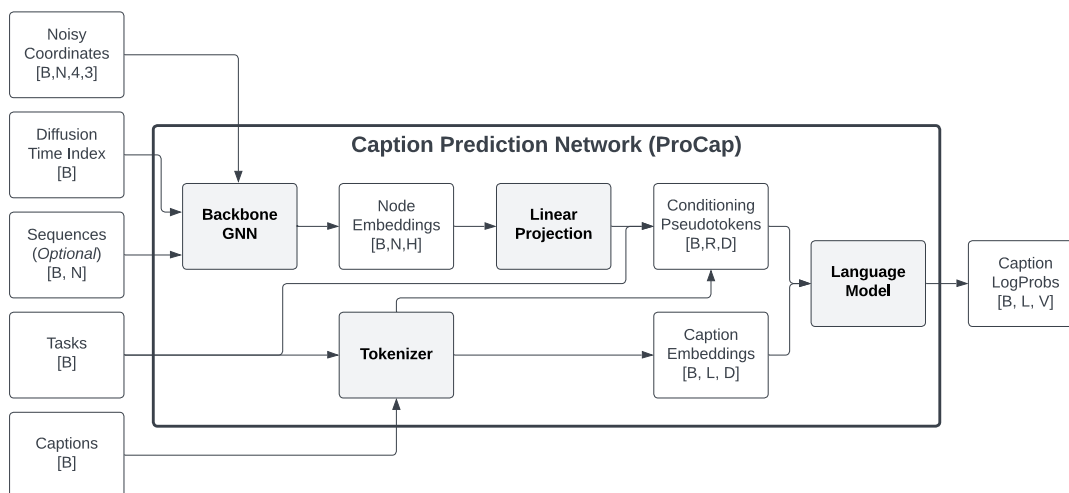 Noisy
Coordinates
[B,N,4,3]
Diffusion
Time Index
[B]
Sequences
(Optional)
[B, N]
Tasks
[B]
Captions
[B]
Caption Prediction Network (ProCap)
Backbone
GNN
Node
Embeddings
[B,N,H]
Linear
Projection
Conditioning
Pseudotokens
[B,R,D]
Tokenizer
Caption
Embeddings
[B, L, D]
Language
Model
Caption
LogProbs
[B, L, V]